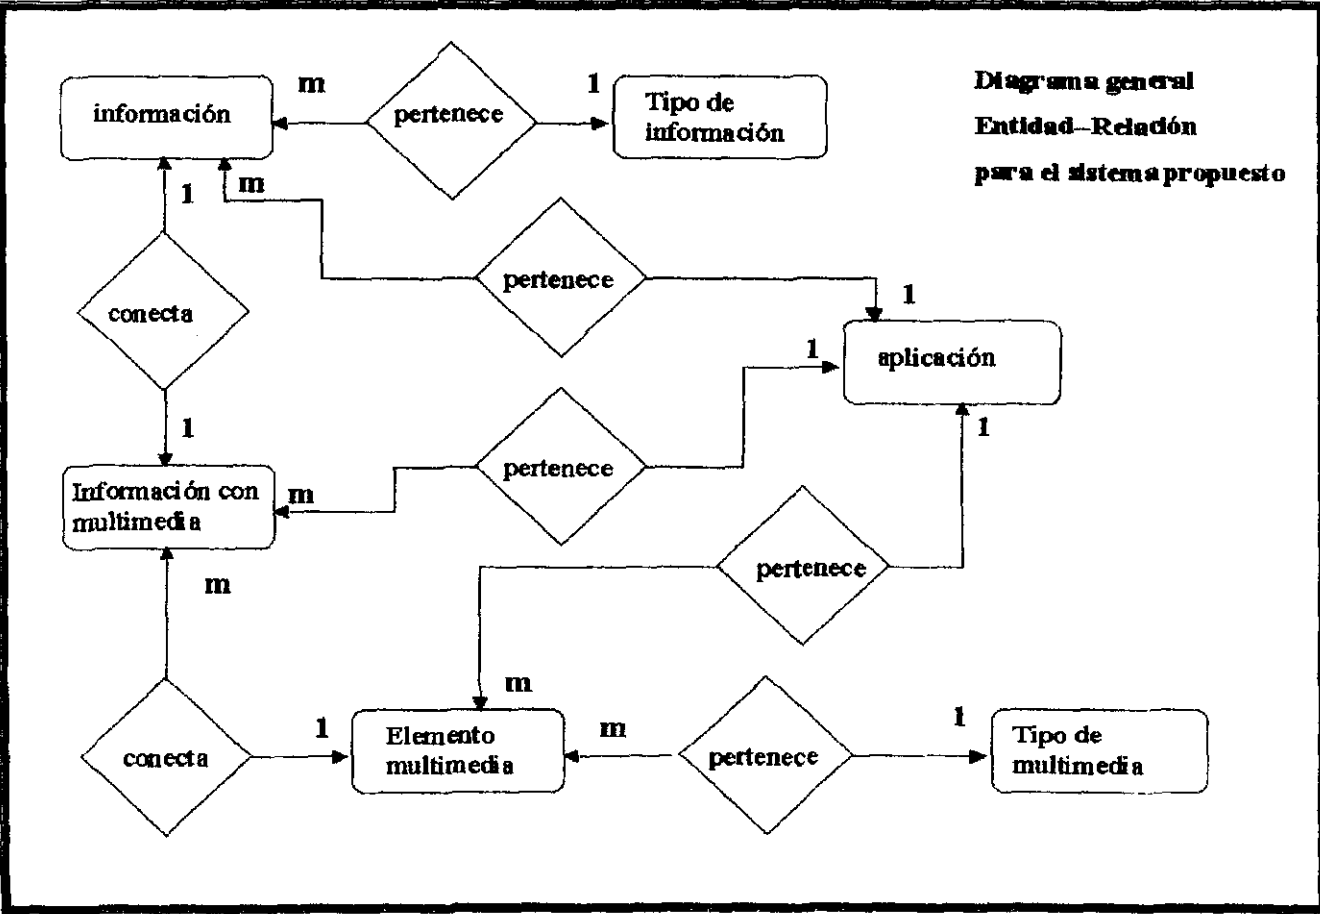 Diagrama general
Entidad–Relación
para el sistema propuesto
información
m
pertenece
1
Tipo de
información
1
m
pertenece
1
conecta
aplicación
1
1
pertenece
1
Información con
multimedia
m
m
pertenece
m
conecta
1
Elemento
multimedia
m
pertenece
1
Tipo de
multimedia